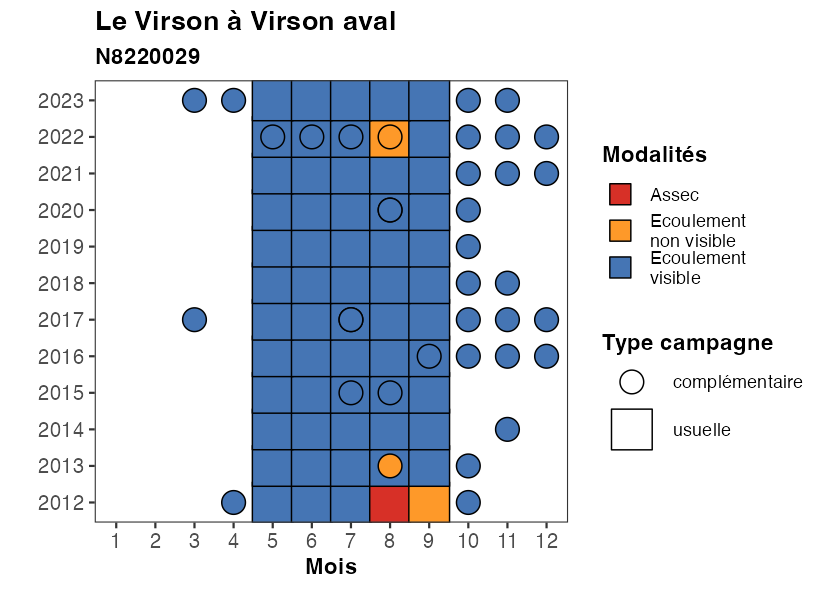 Le Virson à Virson aval
N8220029
2023
2022
2021
2020
2019
2018
2017
2016
2015
2014
2013
2012
1 2 3 4 5 6 7 8 9 10 11 12
Mois
Modalités
Assec
Ecoulement
non visible
Ecoulement
visible
Type campagne
complémentaire
usuelle